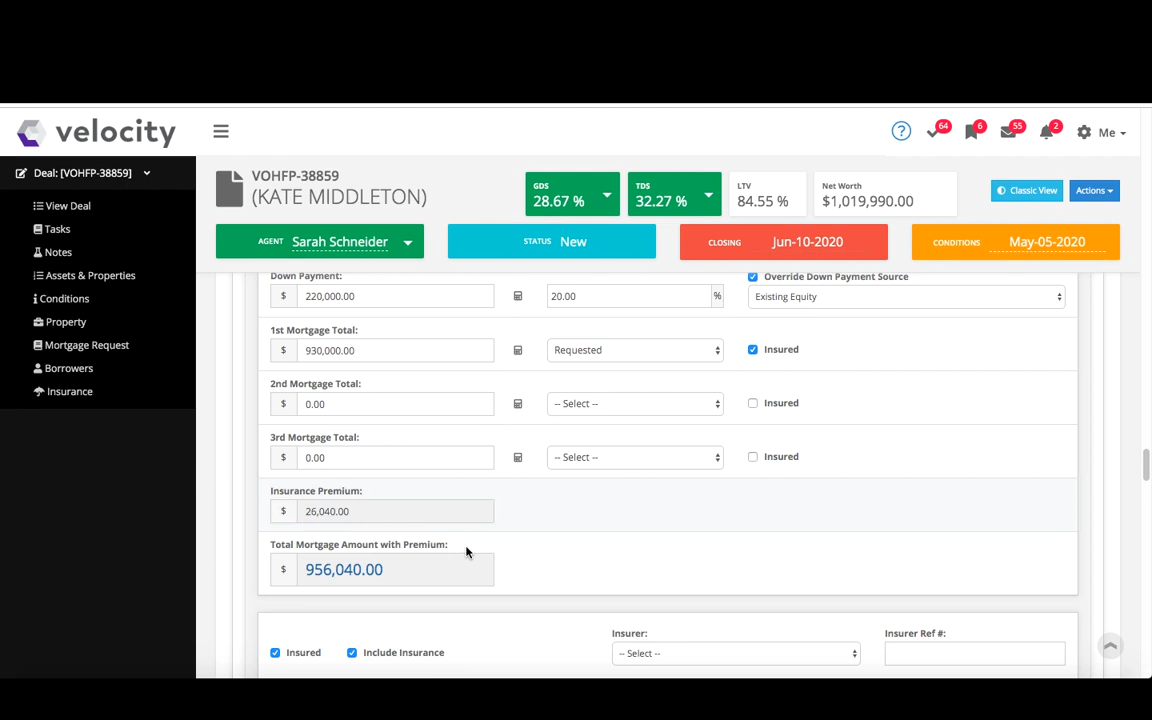 velocity
64
6
55
2
Me
Deal: [VOHFP-38859]
View Deal
Tasks
Notes
Assets & Properties
Conditions
Property
Mortgage Request
Borrowers
Insurance
VOHFP-38859
(KATE MIDDLETON)
GDS
28.67 %
TDS
32.27 %
LTV
84.55 %
Net Worth
$1,019,990.00
Classic View
Actions
AGENT Sarah Schneider
STATUS New
CLOSING Jun-10-2020
CONDITIONS May-05-2020
Down Payment:
$ 220,000.00
20.00 %
Override Down Payment Source
Existing Equity
1st Mortgage Total:
$ 930,000.00
Requested
Insured
2nd Mortgage Total:
$ 0.00
-- Select --
Insured
3rd Mortgage Total:
$ 0.00
-- Select --
Insured
Insurance Premium:
$ 26,040.00
Total Mortgage Amount with Premium:
$ 956,040.00
Insured
Include Insurance
Insurer:
-- Select --
Insurer Ref #: